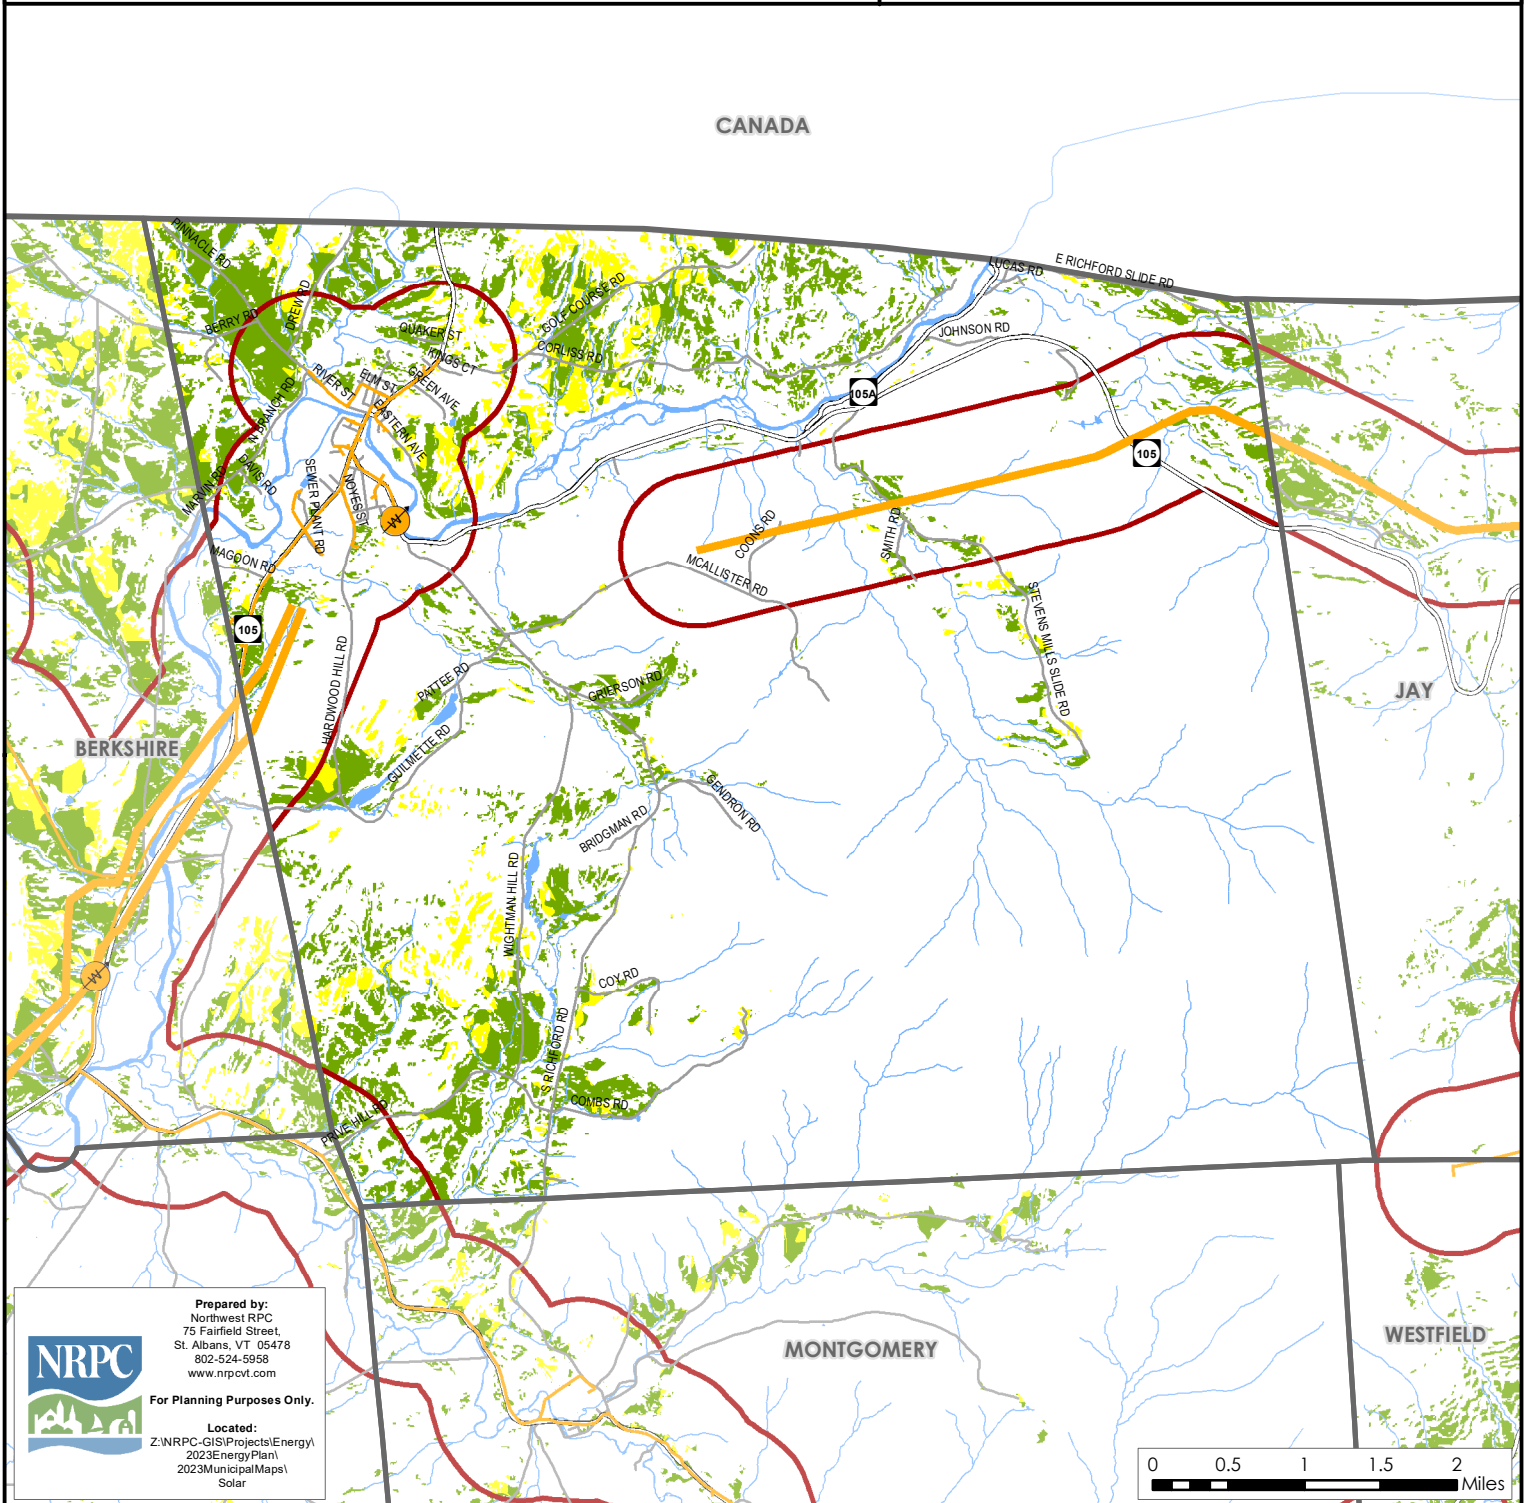 CANADA
PINNACLE RD
LUCAS RD
E RICHFORD SLIDE RD
DREW RD
BERRY RD
QUAKER ST
GOLF COURSE RD
JOHNSON RD
KINGS CT
CORLISS RD
RIVER ST
ELM ST
GREEN AVE
105A
N BRANCH RD
EASTERN AVE
105
DAVIS RD
MARVIN RD
SEWER PLANT RD
NOYES ST
W
COONS RD
SMITH RD
MAGOON RD
MCALLISTER RD
STEVENS MILLS SLIDE RD
105
HARDWOOD HILL RD
PATTEE RD
GRIERSON RD
JAY
BERKSHIRE
GUILMETTE RD
GENDRON RD
BRIDGMAN RD
WIGHTMAN HILL RD
W
COY RD
S RICHFORD RD
COMBS RD
PRIVE HILL RD
MONTGOMERY
WESTFIELD
Prepared by:
Northwest RPC
75 Fairfield Street,
St. Albans, VT 05478
802-524-5958
www.nrpcvt.com
NRPC
For Planning Purposes Only.
Located:
Z:\NRPC-GIS\Projects\Energy\
2023EnergyPlan\
2023MunicipalMaps\
Solar
0 0.5 1 1.5 2
Miles